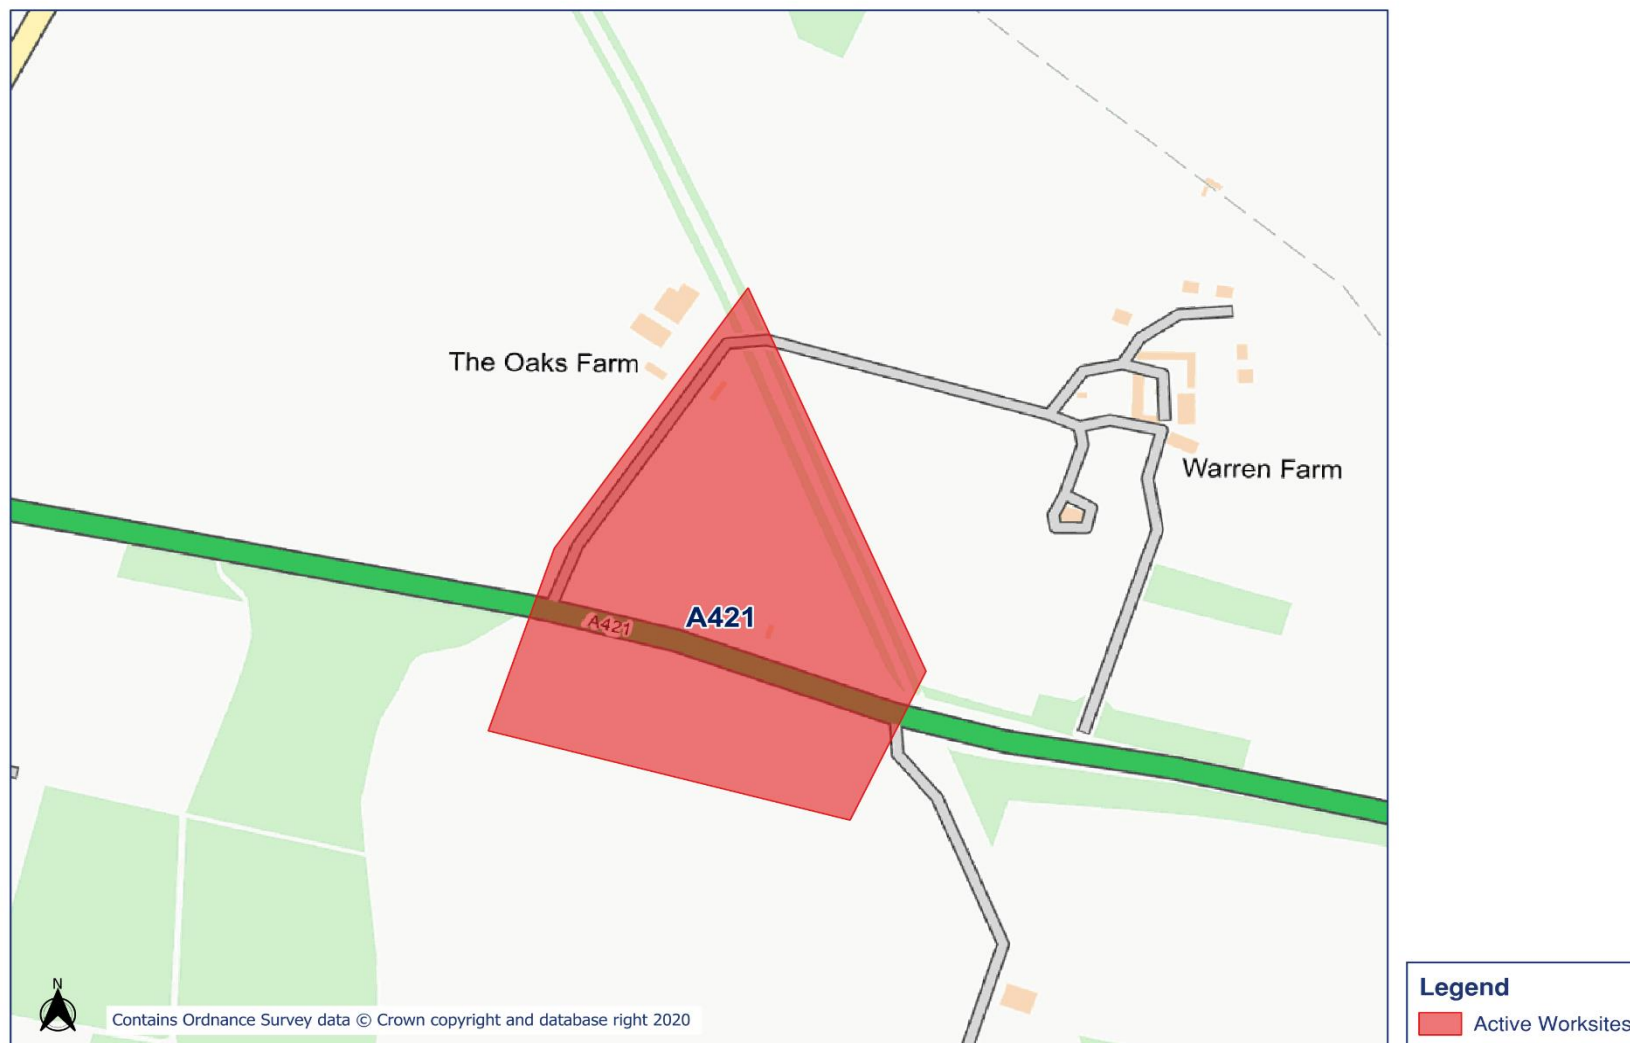 The Oaks Farm
Warren Farm
A421
A421
N
Contains Ordnance Survey data © Crown copyright and database right 2020
Legend
Active Worksites